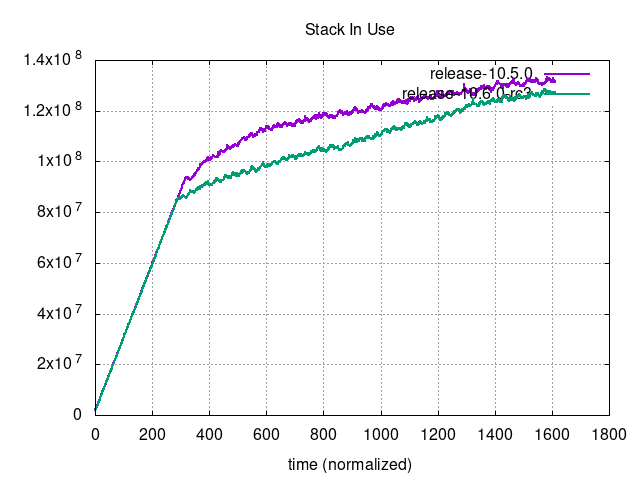 Stack In Use
1.4x10^8
1.2x10^8
1x10^8
8x10^7
6x10^7
4x10^7
2x10^7
0
release-10.5.0
release-10.6.0-rc3
0 200 400 600 800 1000 1200 1400 1600 1800
time (normalized)